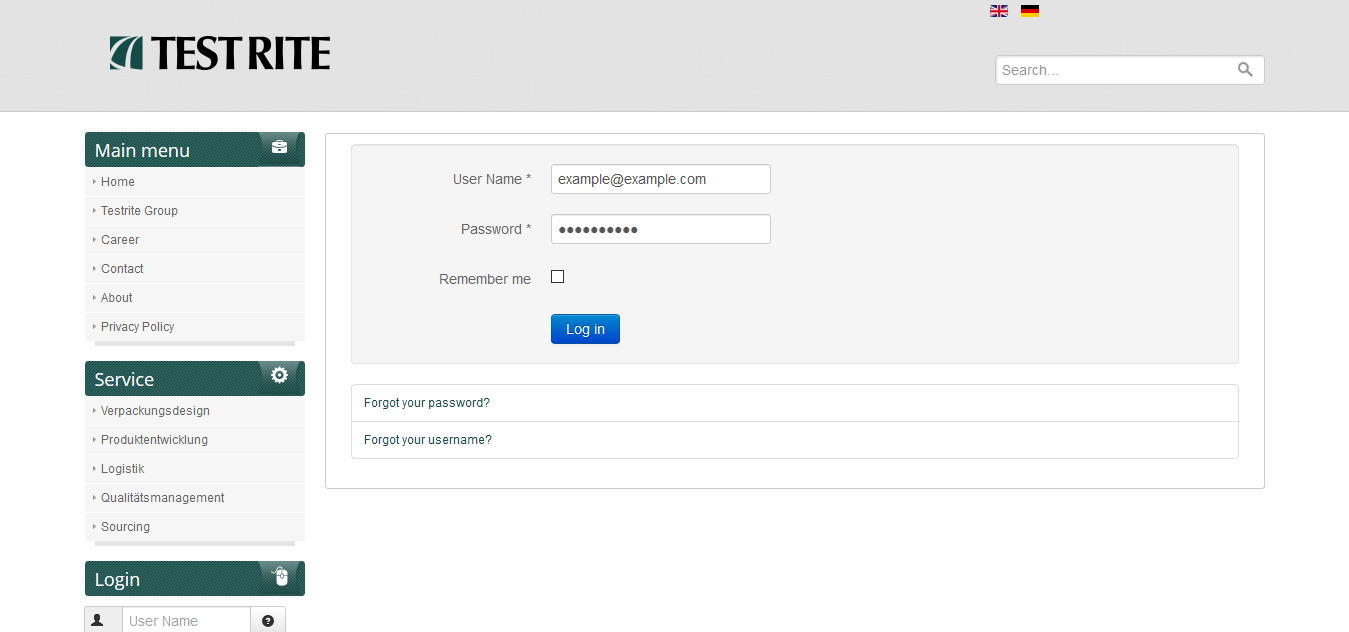 TEST RITE
Search...
Main menu
Home
Testrite Group
Career
Contact
About
Privacy Policy
Service
Verpackungsdesign
Produktentwicklung
Logistik
Qualitätsmanagement
Sourcing
Login
User Name
User Name *
example@example.com
Password *
••••••••••
Remember me
Log in
Forgot your password?
Forgot your username?